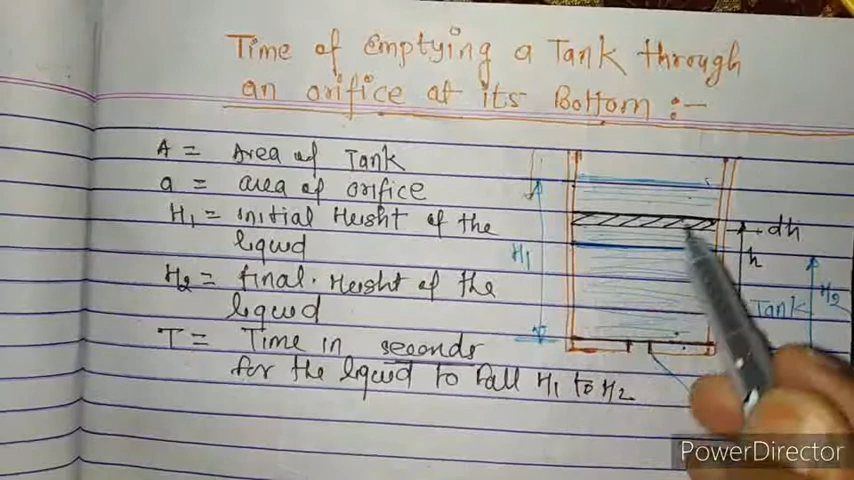 Time of Emptying a Tank through
an orifice at its Bottom :-
A = Area of Tank
a = area of orifice
H1 = initial Height of the
liquid
H2 = final. Height of the
liquid
T = Time in seconds
for the liquid to Fall H1 to H2
dh
h
H1
H2
Tank
PowerDirector